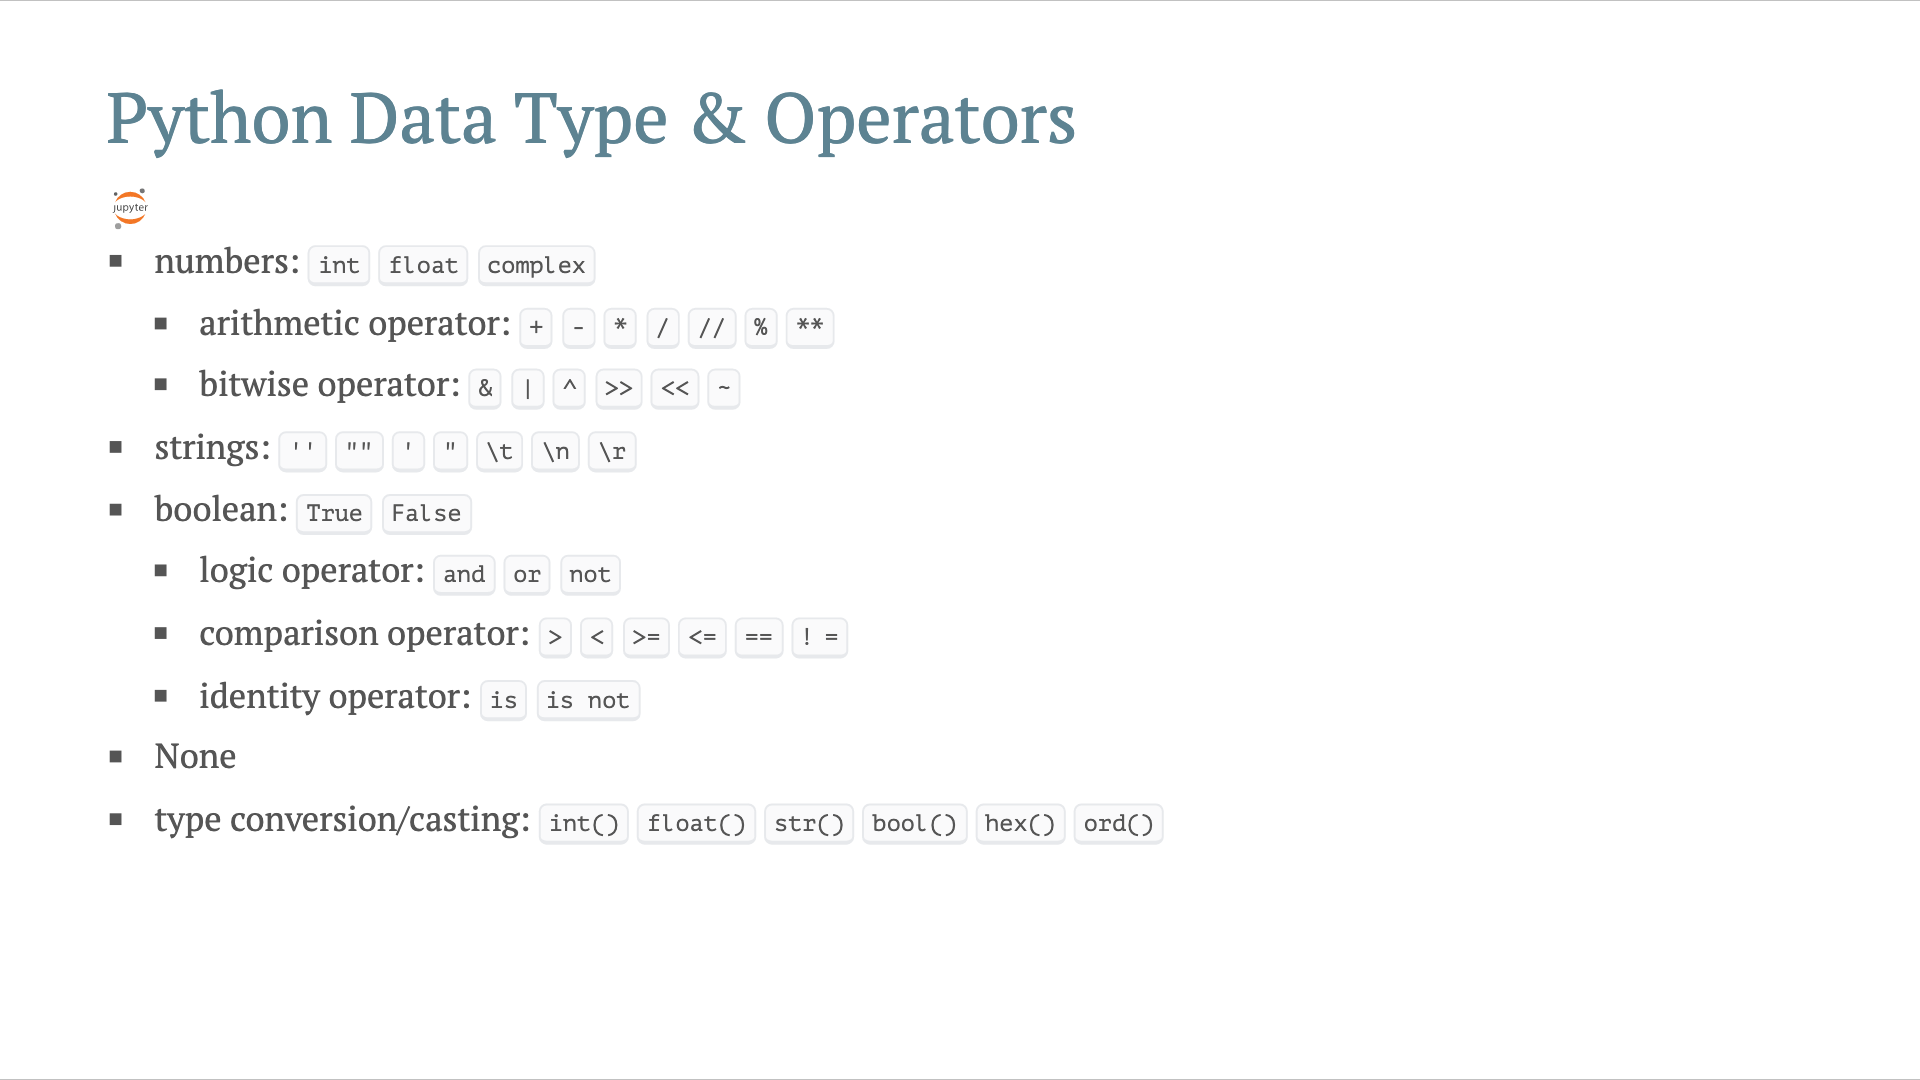 Python Data Type & Operators
jupyter
numbers: int float complex
arithmetic operator: + - * / // % **
bitwise operator: & | ^ >> << ~
strings: '' "" ' " \t \n \r
boolean: True False
logic operator: and or not
comparison operator: > < >= <= == ! =
identity operator: is is not
None
type conversion/casting: int() float() str() bool() hex() ord()